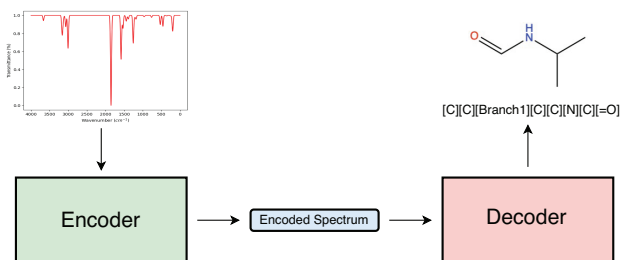 1.0
0.8
0.6
0.4
0.2
0.0
Transmittance (%)
4000 3500 3000 2500 2000 1500 1000 500 0
Wavenumber (cm⁻¹)
O
H
N
[C][C][Branch1][C][C][N][C][=O]
Encoder
Encoded Spectrum
Decoder